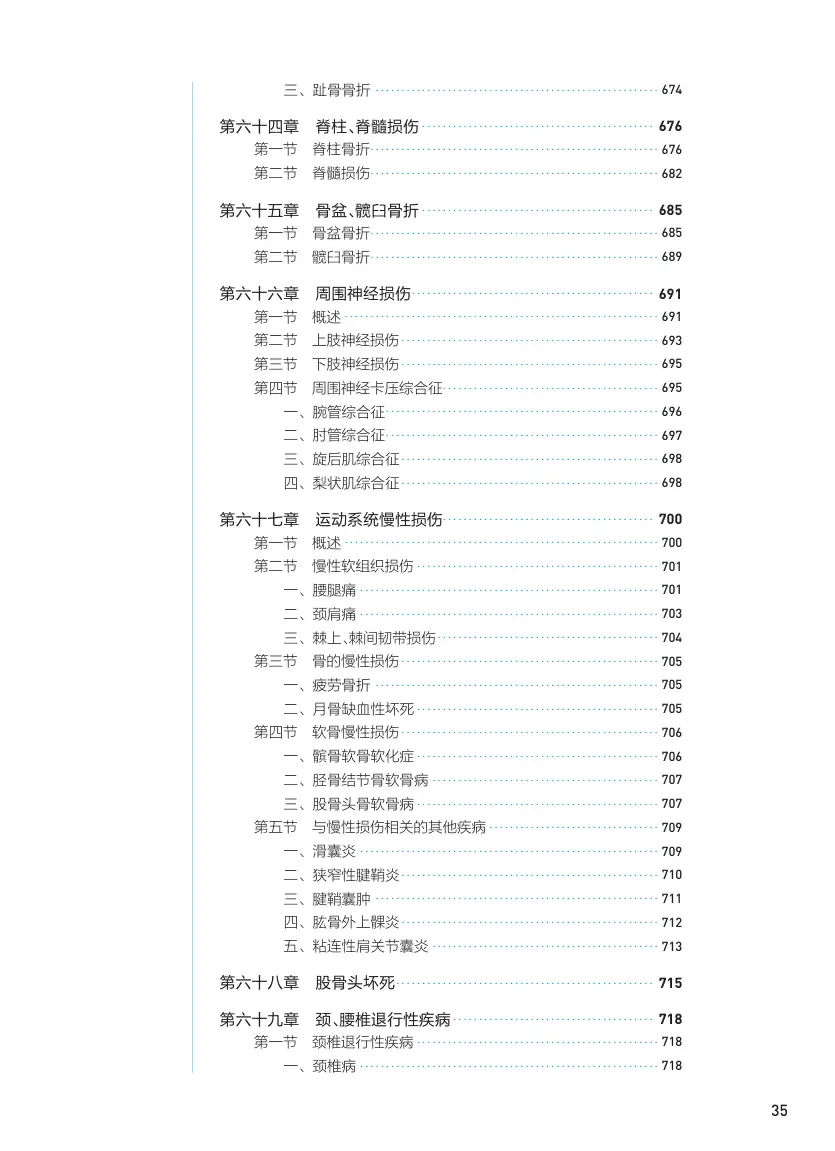 三、趾骨骨折 674
第六十四章 脊柱、脊髓损伤 676
第一节 脊柱骨折 676
第二节 脊髓损伤 682
第六十五章 骨盆、髋臼骨折 685
第一节 骨盆骨折 685
第二节 髋臼骨折 689
第六十六章 周围神经损伤 691
第一节 概述 691
第二节 上肢神经损伤 693
第三节 下肢神经损伤 695
第四节 周围神经卡压综合征 695
一、腕管综合征 696
二、肘管综合征 697
三、旋后肌综合征 698
四、梨状肌综合征 698
第六十七章 运动系统慢性损伤 700
第一节 概述 700
第二节 慢性软组织损伤 701
一、腰腿痛 701
二、颈肩痛 703
三、棘上、棘间韧带损伤 704
第三节 骨的慢性损伤 705
一、疲劳骨折 705
二、月骨缺血性坏死 705
第四节 软骨慢性损伤 706
一、髌骨软骨软化症 706
二、胫骨结节骨软骨病 707
三、股骨头骨软骨病 707
第五节 与慢性损伤相关的其他疾病 709
一、滑囊炎 709
二、狭窄性腱鞘炎 710
三、腱鞘囊肿 711
四、肱骨外上髁炎 712
五、粘连性肩关节囊炎 713
第六十八章 股骨头坏死 715
第六十九章 颈、腰椎退行性疾病 718
第一节 颈椎退行性疾病 718
一、颈椎病 718
35